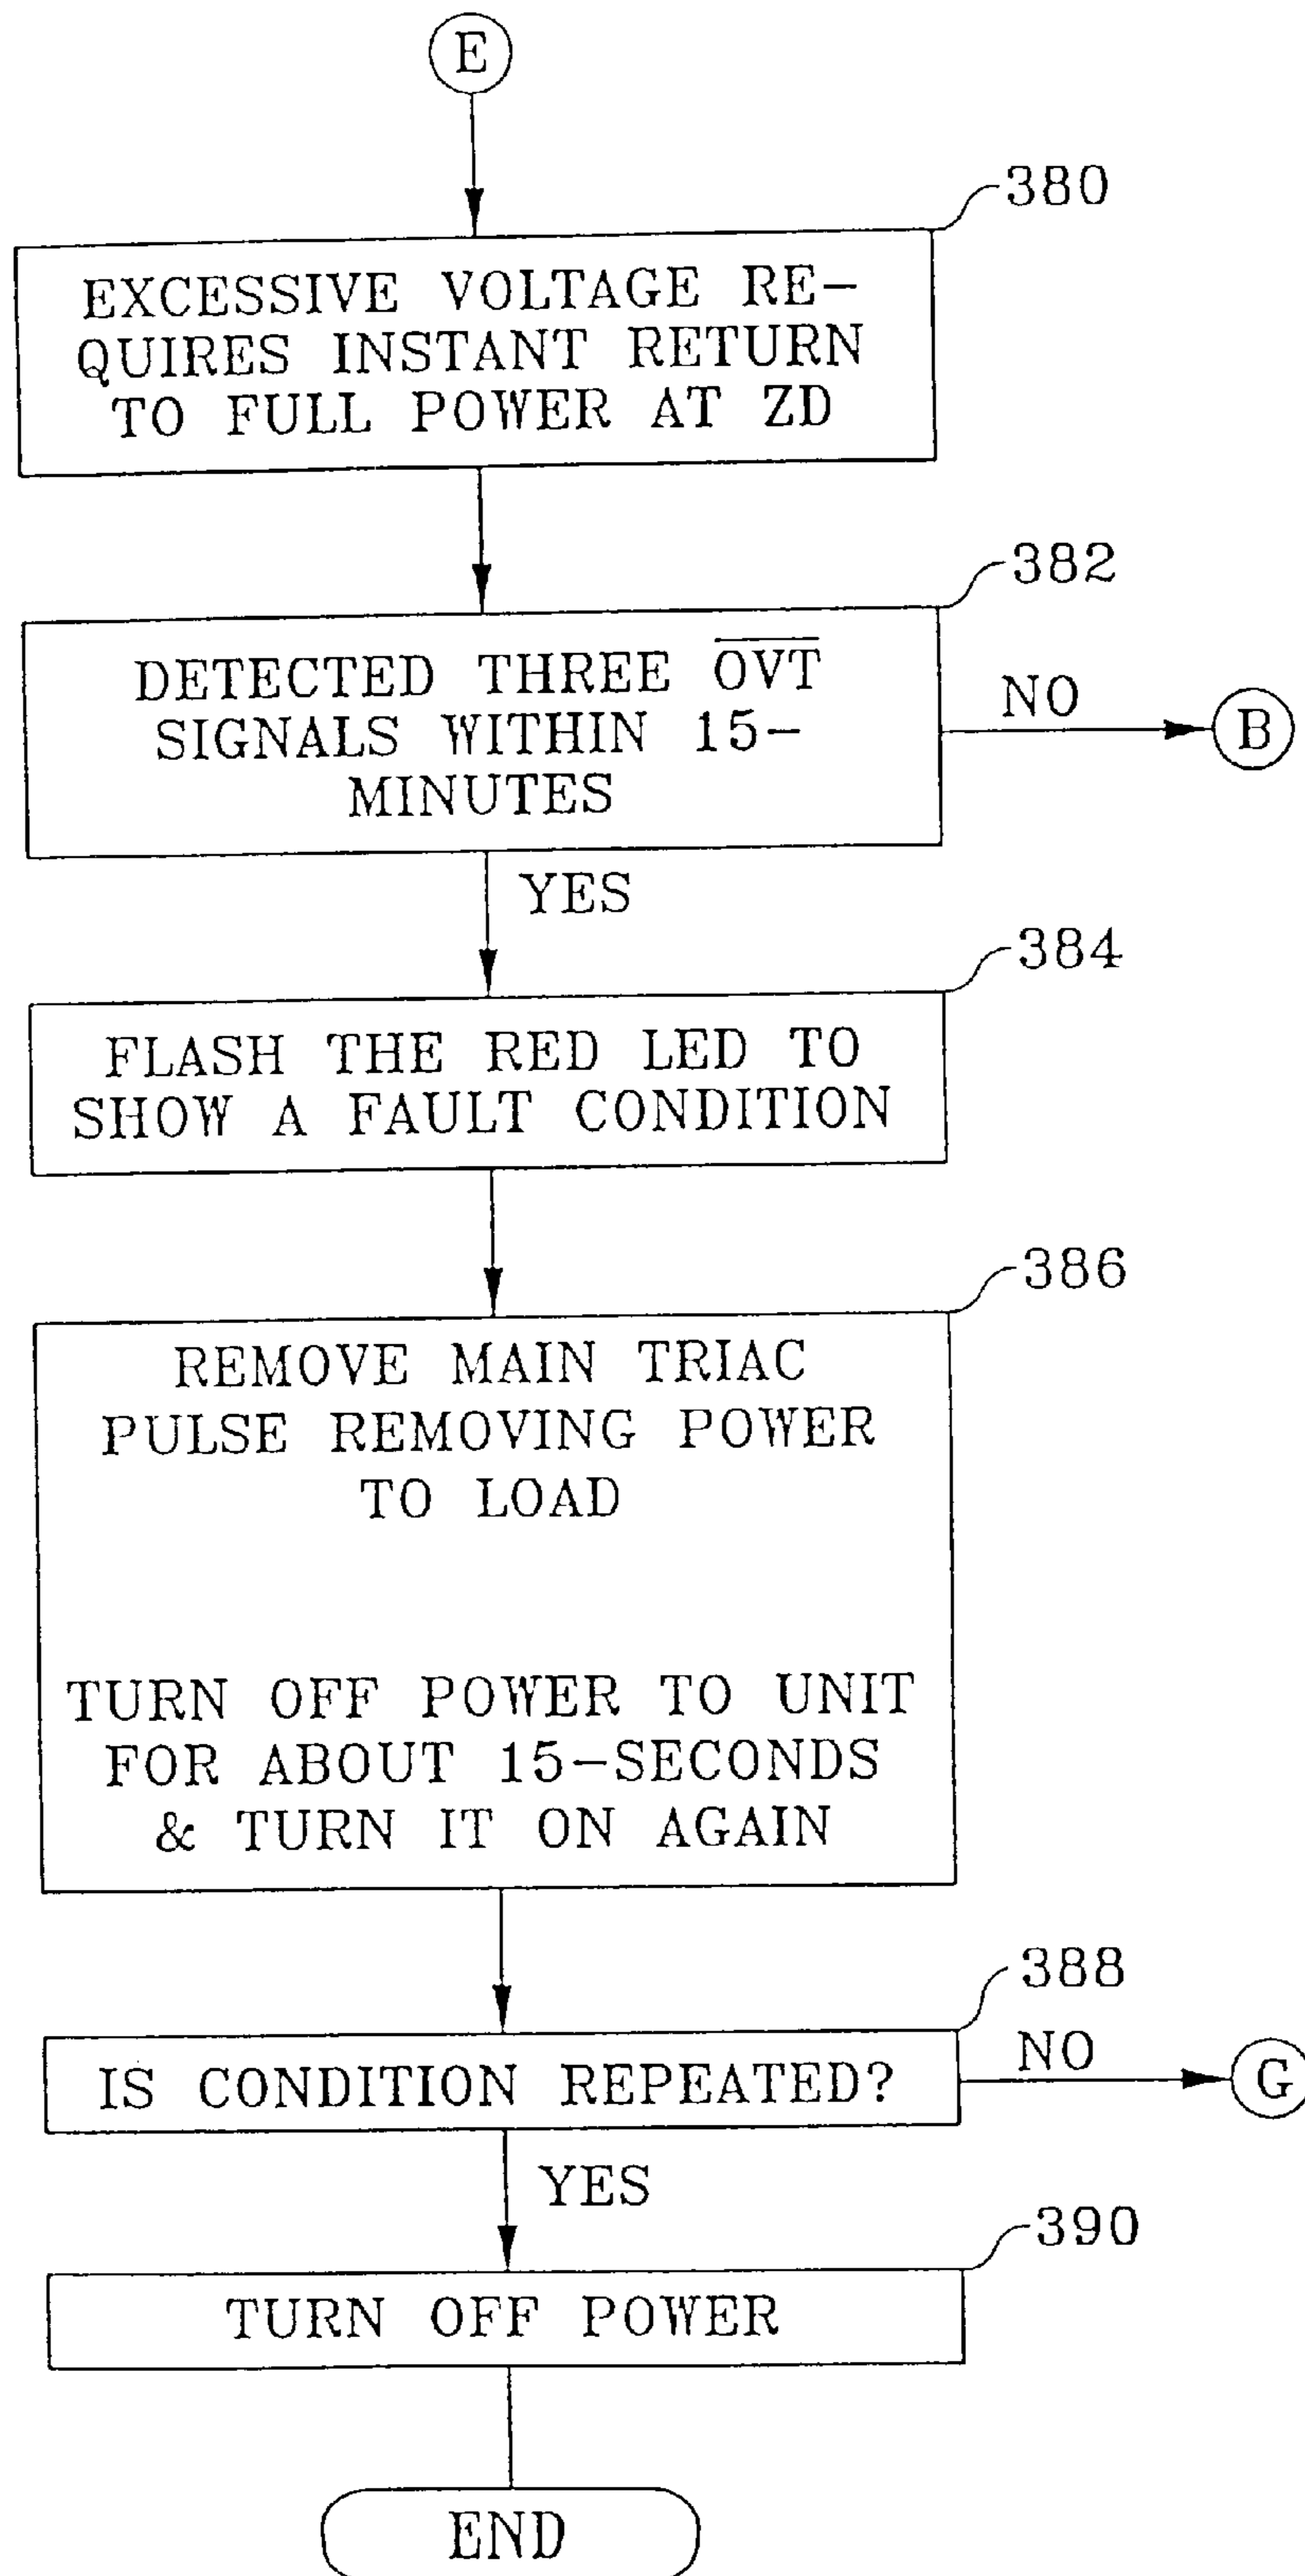 E
380
EXCESSIVE VOLTAGE RE-
QUIRES INSTANT RETURN
TO FULL POWER AT ZD
382
DETECTED THREE O̅V̅T̅
SIGNALS WITHIN 15-
MINUTES
NO
B
YES
384
FLASH THE RED LED TO
SHOW A FAULT CONDITION
386
REMOVE MAIN TRIAC
PULSE REMOVING POWER
TO LOAD
TURN OFF POWER TO UNIT
FOR ABOUT 15-SECONDS
& TURN IT ON AGAIN
388
IS CONDITION REPEATED?
NO
G
YES
390
TURN OFF POWER
END